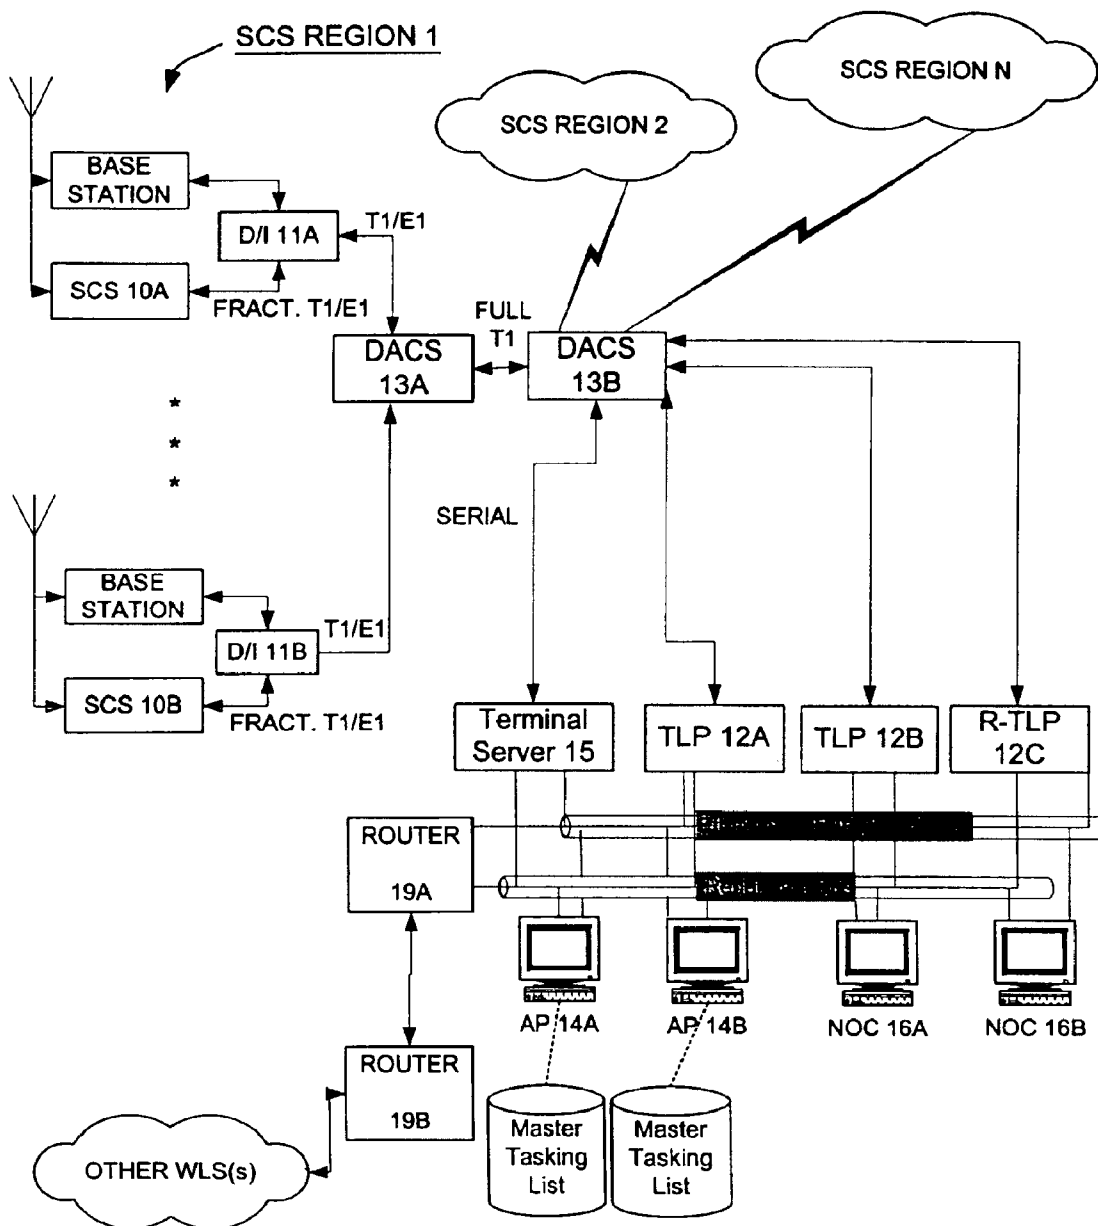 SCS REGION 1
SCS REGION N
SCS REGION 2
BASE
STATION
D/I 11A
T1/E1
SCS 10A
FRACT. T1/E1
FULL
T1
DACS
13A
DACS
13B
*
*
*
SERIAL
BASE
STATION
D/I 11B
T1/E1
SCS 10B
FRACT. T1/E1
Terminal
Server 15
TLP 12A
TLP 12B
R-TLP
12C
ROUTER
19A
AP 14A
AP 14B
NOC 16A
NOC 16B
ROUTER
19B
Master
Tasking
List
Master
Tasking
List
OTHER WLS(s)